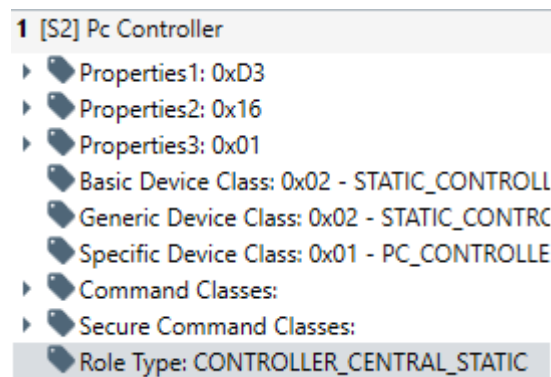 1 [S2] Pc Controller
Properties1: 0xD3
Properties2: 0x16
Properties3: 0x01
Basic Device Class: 0x02 - STATIC_CONTROLL
Generic Device Class: 0x02 - STATIC_CONTRC
Specific Device Class: 0x01 - PC_CONTROLLE
Command Classes:
Secure Command Classes:
Role Type: CONTROLLER_CENTRAL_STATIC